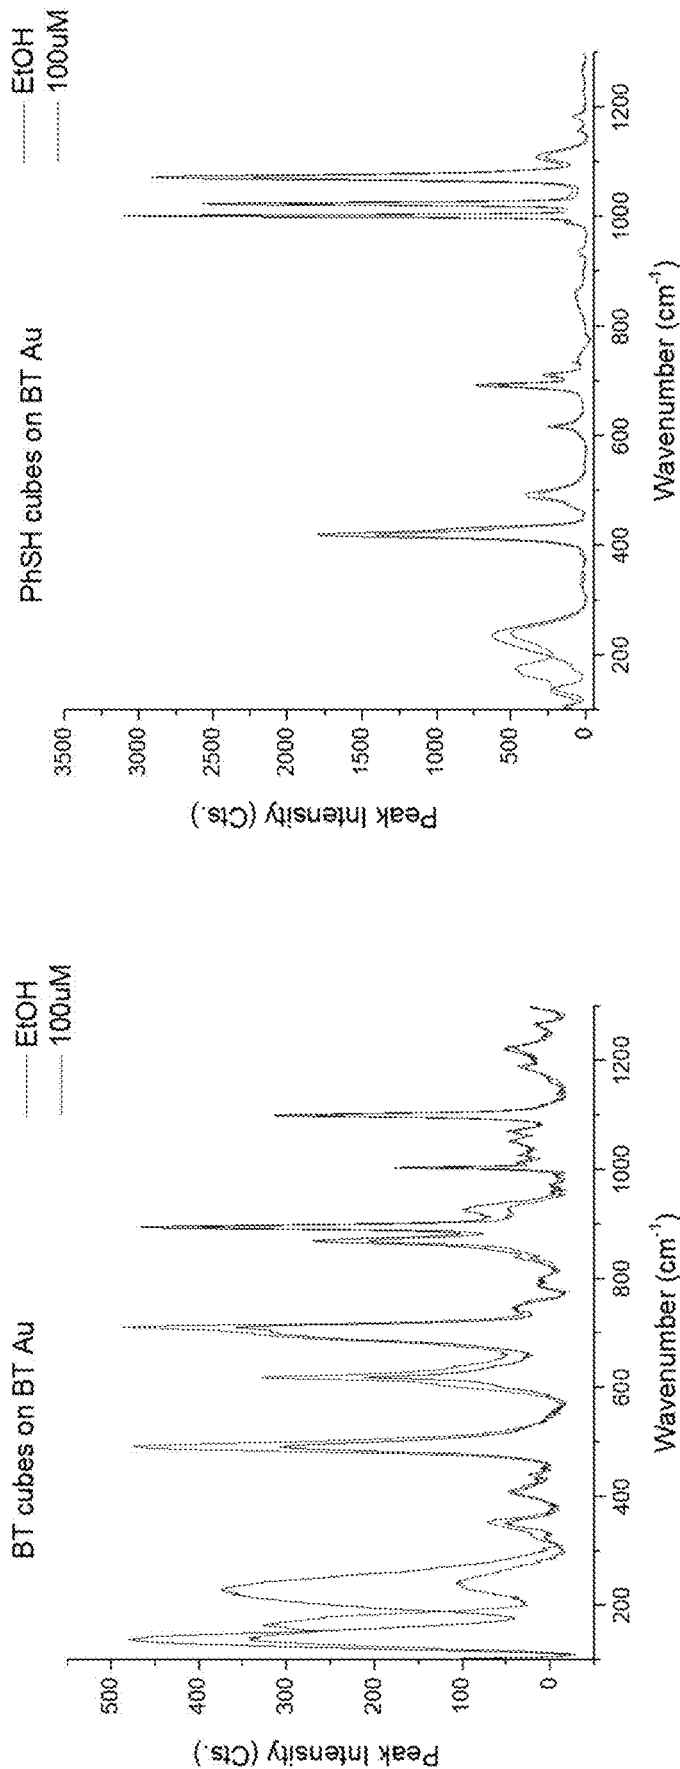 BT cubes on BT Au
EtOH
100uM
Peak Intensity (Cts.)
500
400
300
200
100
0
200
400
600
800
1000
1200
Wavenumber (cm⁻¹)
PhSH cubes on BT Au
EtOH
100uM
Peak Intensity (Cts.)
3500
3000
2500
2000
1500
1000
500
0
200
400
600
800
1000
1200
Wavenumber (cm⁻¹)